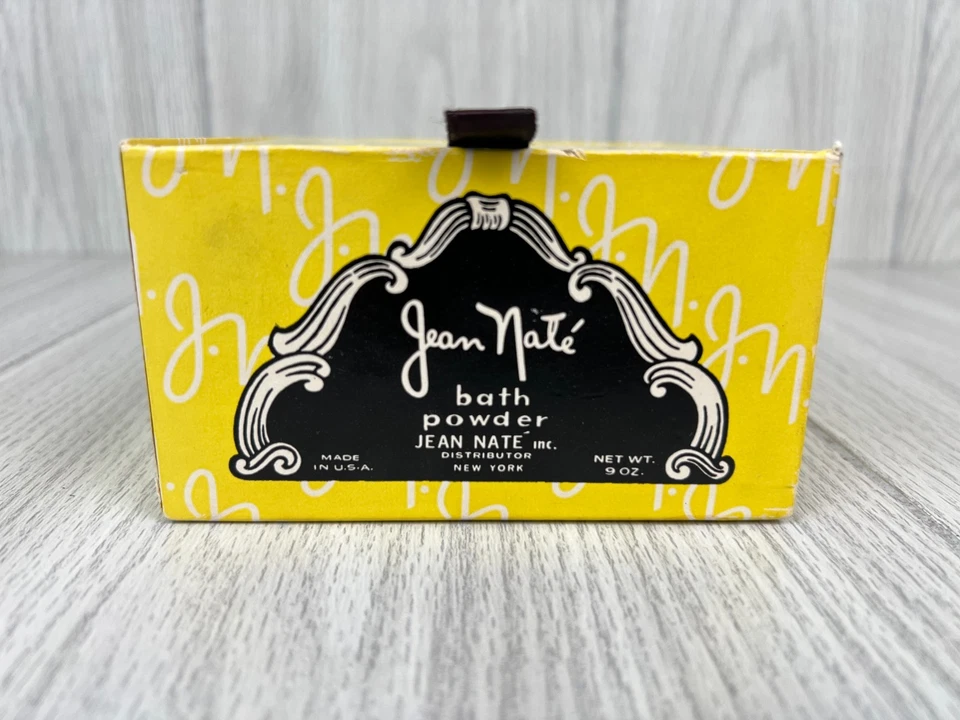 Jean Naté
bath
powder
JEAN NATÉ inc.
DISTRIBUTOR
NEW YORK
MADE
IN U.S.A.
NET WT.
9 OZ.
J.N.
J.N.
J.N.
J.N.